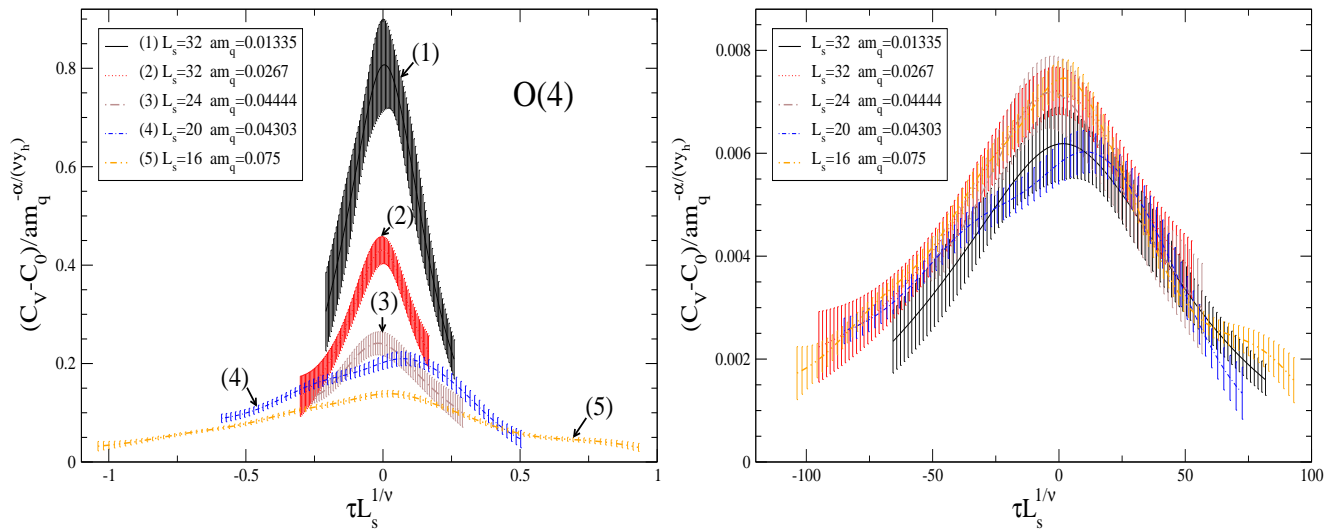 (1) L_s=32 am_q=0.01335
(2) L_s=32 am_q=0.0267
(3) L_s=24 am_q=0.04444
(4) L_s=20 am_q=0.04303
(5) L_s=16 am_q=0.075
O(4)
(1)
(2)
(3)
(4)
(5)
(C_V-C_0)/am_q^{-α/(νy_h)}
0.8
0.6
0.4
0.2
0
-1
-0.5
0
0.5
1
τL_s^{1/ν}
L_s=32 am_q=0.01335
L_s=32 am_q=0.0267
L_s=24 am_q=0.04444
L_s=20 am_q=0.04303
L_s=16 am_q=0.075
(C_V-C_0)/am_q^{-α/(νy_h)}
0.008
0.006
0.004
0.002
0
-100
-50
0
50
100
τL_s^{1/ν}